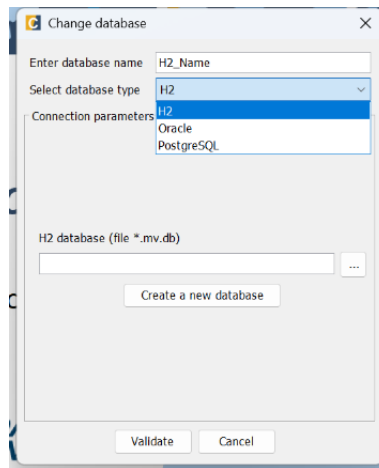 Change database
Enter database name H2_Name
Select database type H2
H2
Oracle
PostgreSQL
Connection parameters
H2 database (file *.mv.db)
...
Create a new database
Validate Cancel